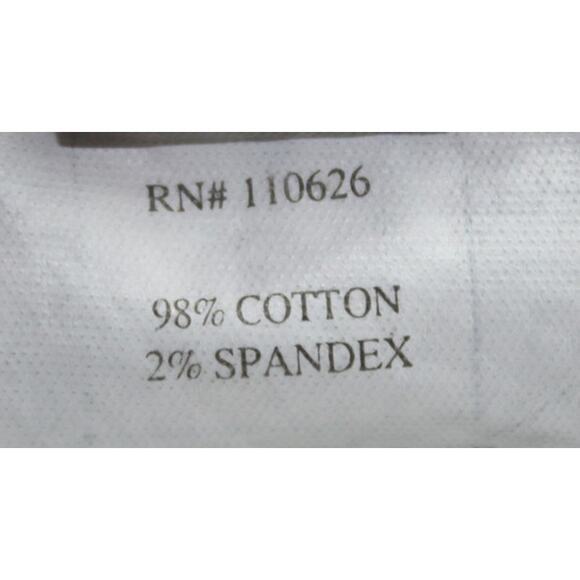 RN# 110626
98% COTTON
2% SPANDEX